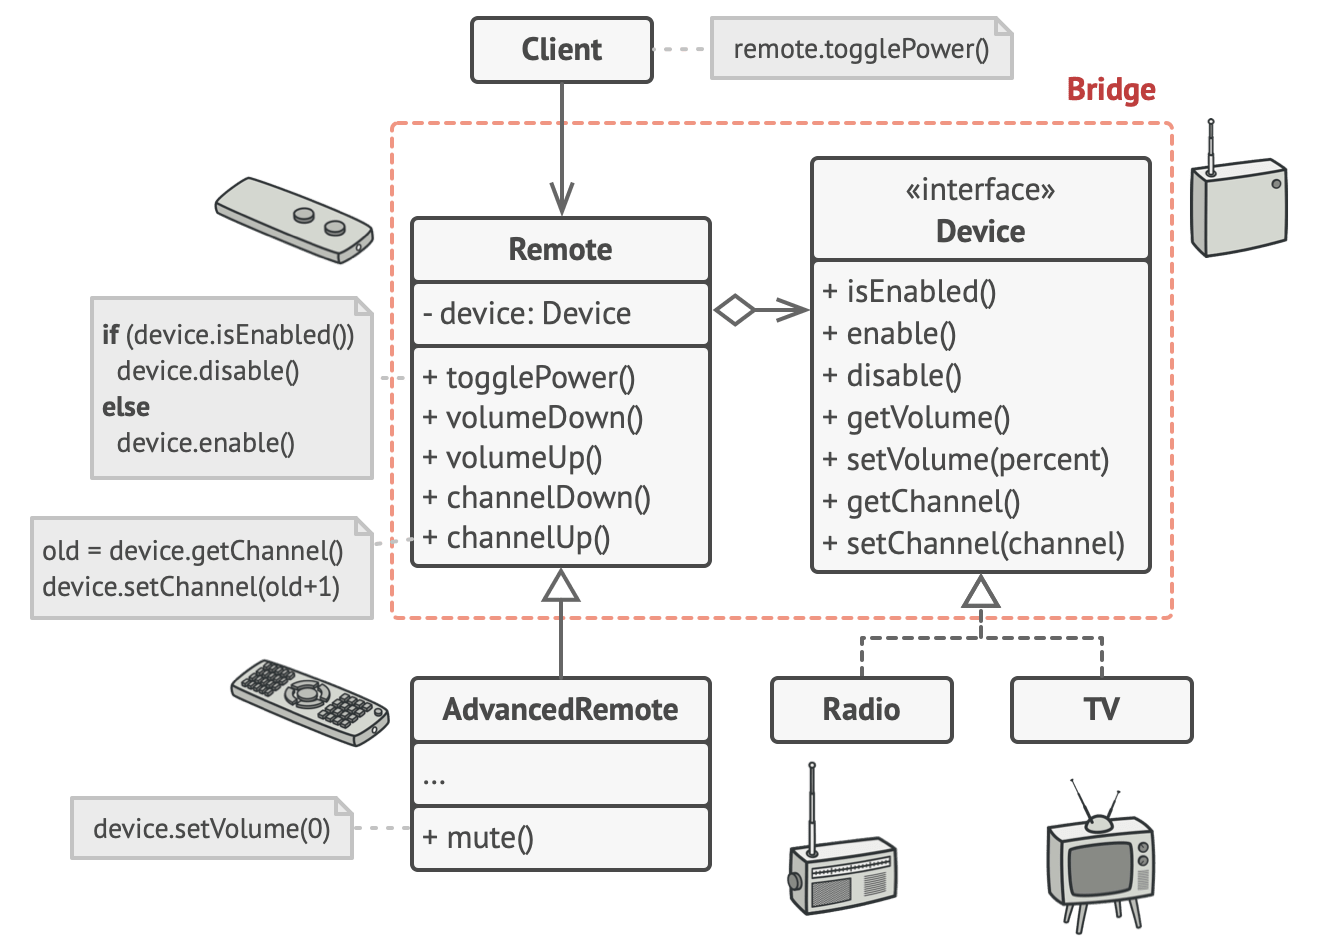 Client
remote.togglePower()
Bridge
«interface»
Device
Remote
- device: Device
+ isEnabled()
+ enable()
+ disable()
+ getVolume()
+ setVolume(percent)
+ getChannel()
+ setChannel(channel)
if (device.isEnabled())
device.disable()
else
device.enable()
+ togglePower()
+ volumeDown()
+ volumeUp()
+ channelDown()
+ channelUp()
old = device.getChannel()
device.setChannel(old+1)
AdvancedRemote
...
+ mute()
device.setVolume(0)
Radio
TV